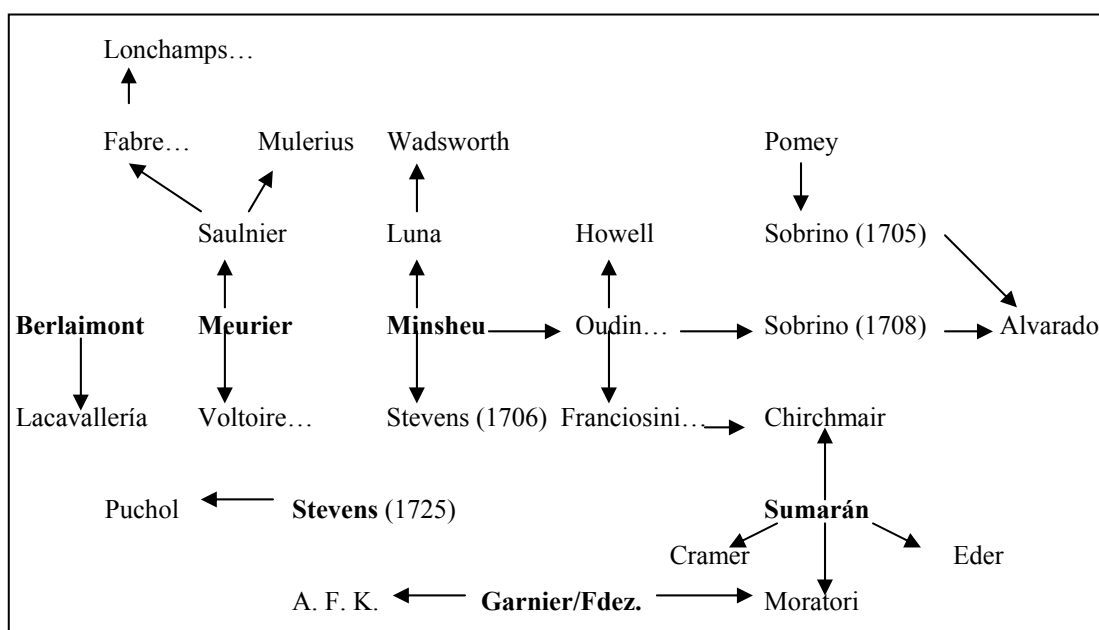 Lonchamps…
Fabre… Mulerius Wadsworth Pomey
Saulnier Luna Howell Sobrino (1705)
Berlaimont Meurier Minsheu Oudin… Sobrino (1708) Alvarado
Lacavallería Voltoire… Stevens (1706) Franciosini… Chirchmair
Puchol Stevens (1725) Sumarán
Cramer Eder
A. F. K. Garnier/Fdez. Moratori